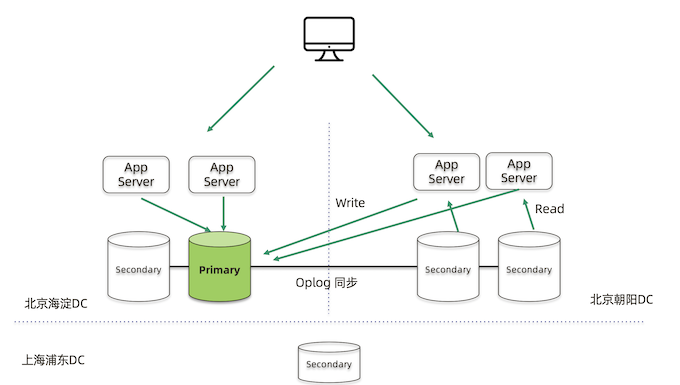 App
Server
App
Server
App
Server
App
Server
Write
Read
Secondary
Primary
Secondary
Secondary
Oplog 同步
北京海淀DC
北京朝阳DC
上海浦东DC
Secondary